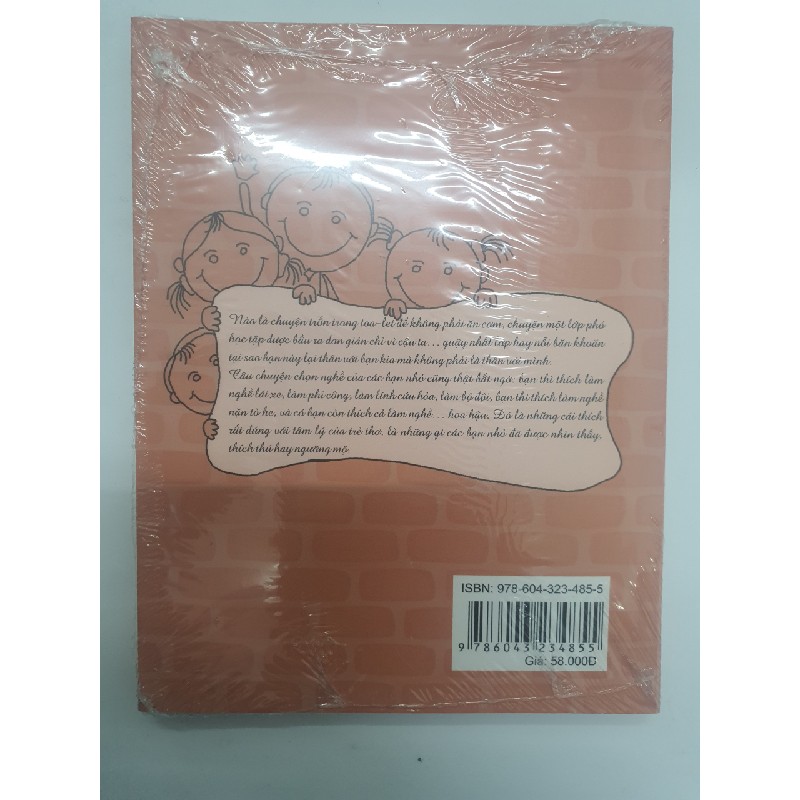 Nào là chuyện trốn trong toa-lét để không phải ăn cơm, chuyện một lớp phó
học tập được bầu ra đơn giản chỉ vì cậu ta... quậy nhất lớp hay nỗi băn khoăn
tại sao bạn này lại thân với bạn kia mà không phải là thân với mình.
Câu chuyện chọn nghề của các bạn nhỏ cũng thật bất ngờ: bạn thì thích làm
nghề lái xe, làm phi công, làm lính cứu hỏa, làm bộ đội, bạn thì thích làm nghề
nặn tò he, và có bạn còn thích cả làm nghề... hoa hậu. Đó là những cái thích
rất đúng với tâm lý của trẻ thơ, là những gì các bạn nhỏ đã được nhìn thấy,
thích thú hay ngưỡng mộ.
ISBN: 978-604-323-485-5
9 786043 234855
Giá: 58.000Đ